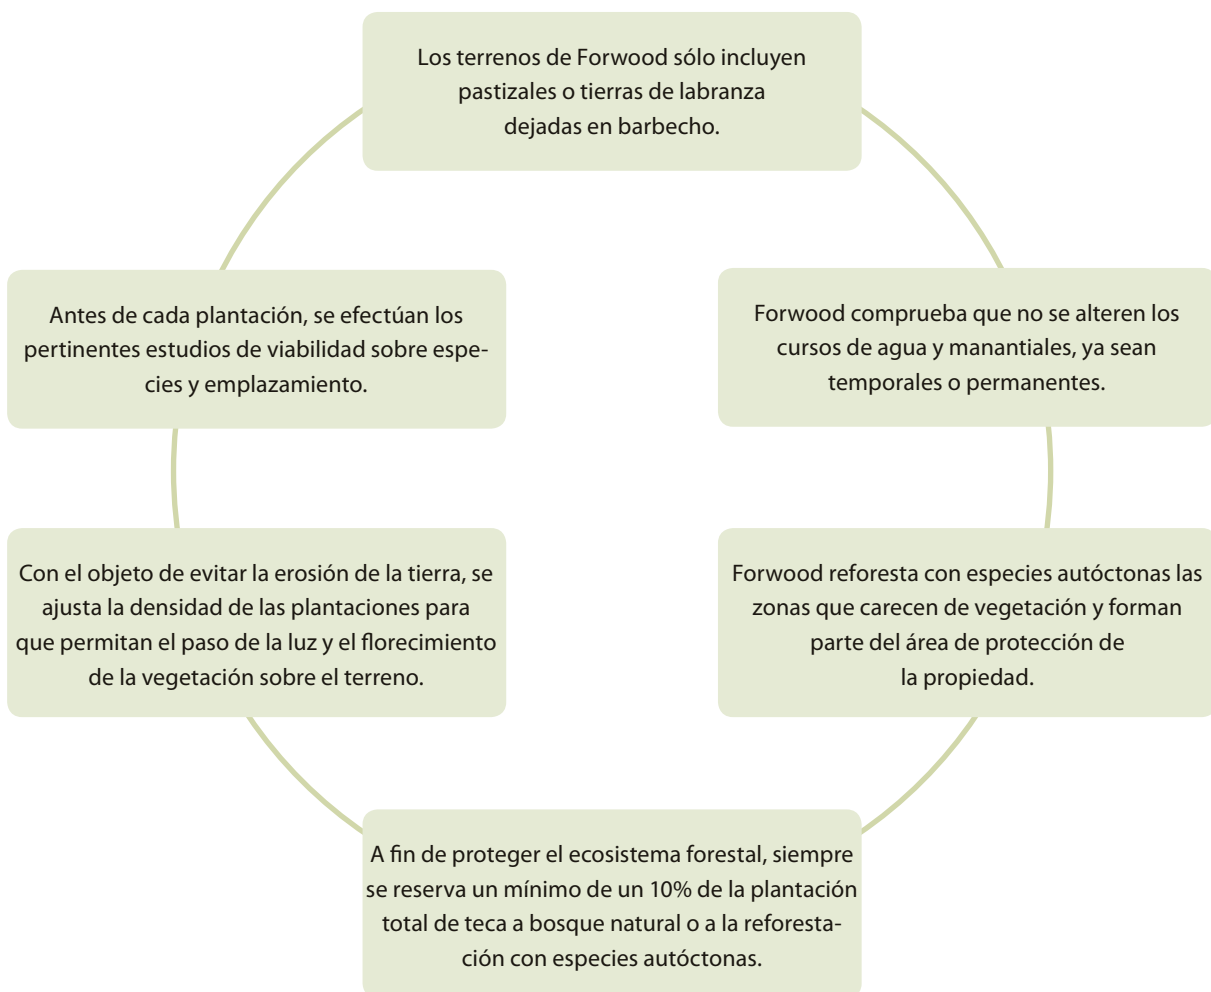 Los terrenos de Forwood sólo incluyen
pastizales o tierras de labranza
dejadas en barbecho.
Antes de cada plantación, se efectúan los
pertinentes estudios de viabilidad sobre espe-
cies y emplazamiento.
Forwood comprueba que no se alteren los
cursos de agua y manantiales, ya sean
temporales o permanentes.
Con el objeto de evitar la erosión de la tierra, se
ajusta la densidad de las plantaciones para
que permitan el paso de la luz y el florecimiento
de la vegetación sobre el terreno.
Forwood reforesta con especies autóctonas las
zonas que carecen de vegetación y forman
parte del área de protección de
la propiedad.
A fin de proteger el ecosistema forestal, siempre
se reserva un mínimo de un 10% de la plantación
total de teca a bosque natural o a la reforesta-
ción con especies autóctonas.